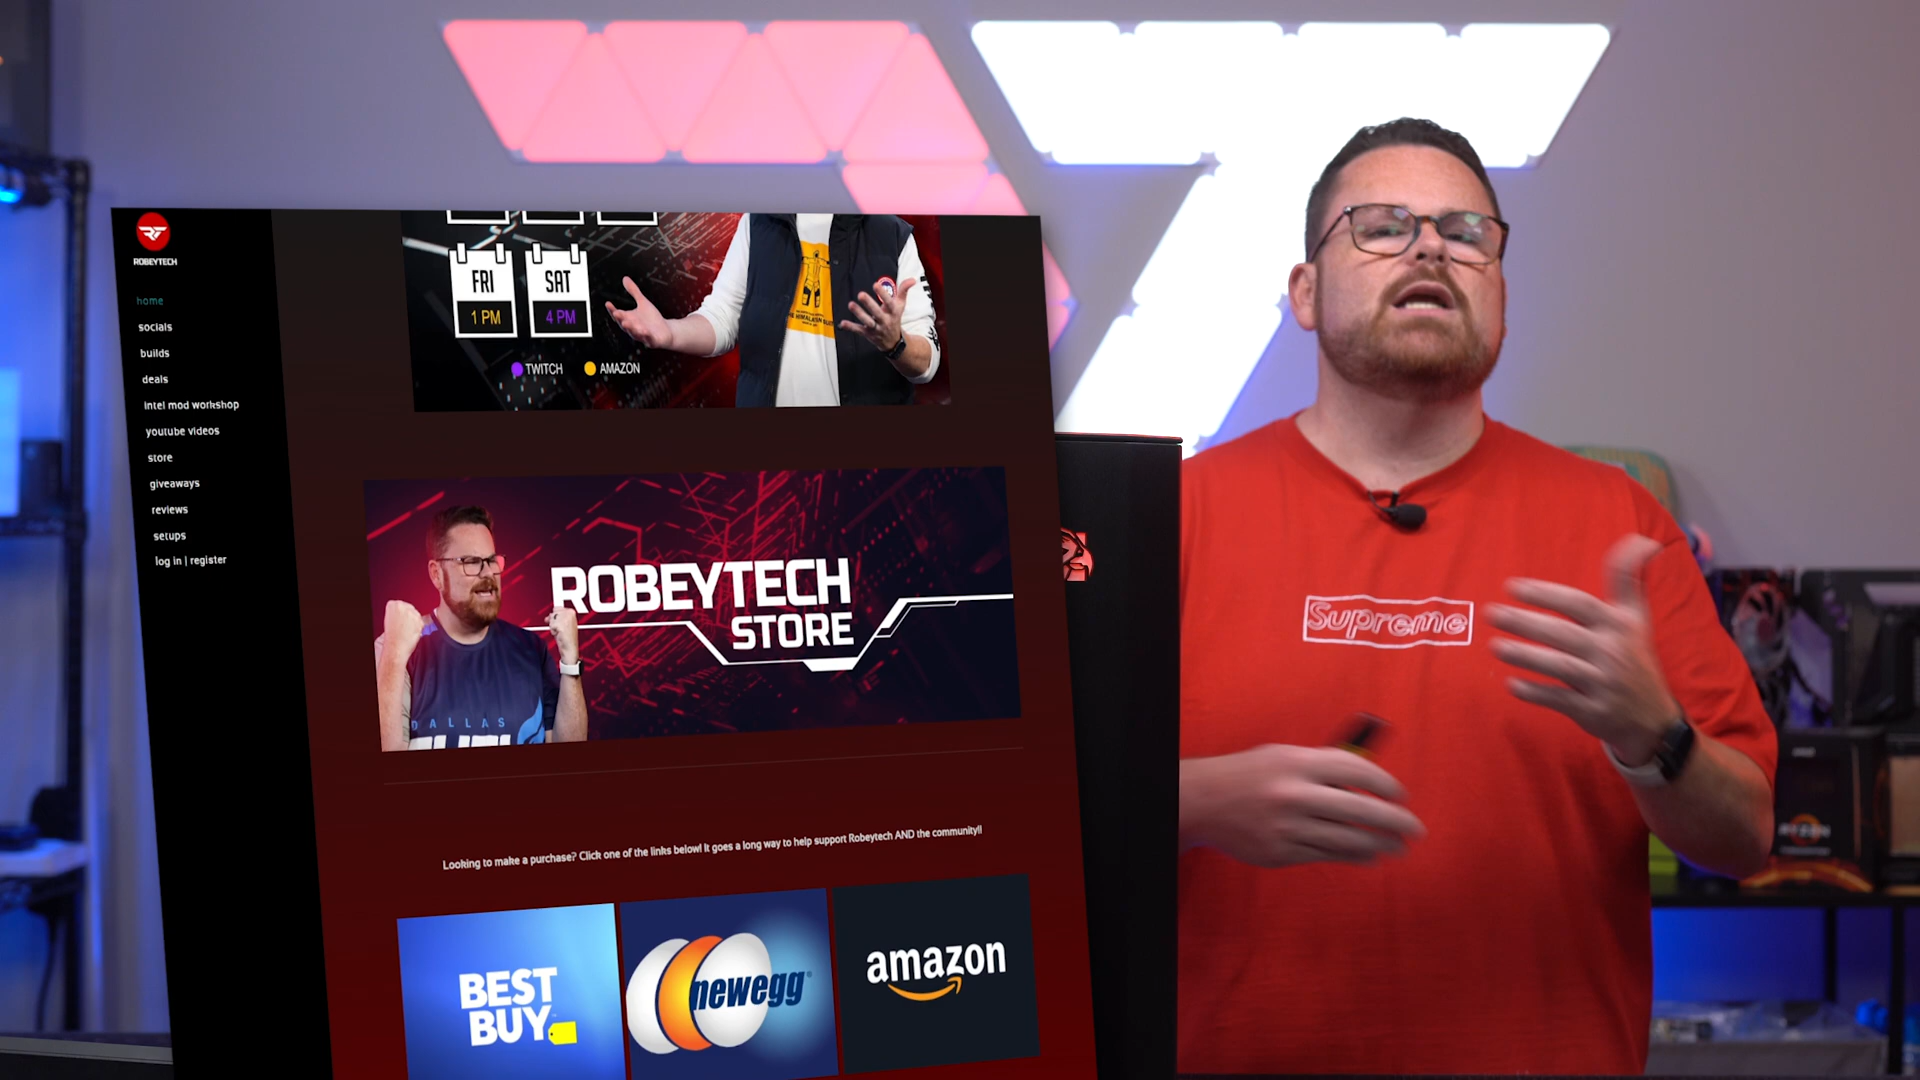 ROBEYTECH
home
socials
builds
deals
intel mod workshop
youtube videos
store
giveaways
reviews
setups
log in | register
FRI
1 PM
SAT
4 PM
TWITCH
AMAZON
ROBEYTECH
STORE
DALLAS
Looking to make a purchase? Click one of the links below! It goes a long way to help support Robeytech AND the community!!
BEST
BUY
newegg
amazon
Supreme
RYZEN